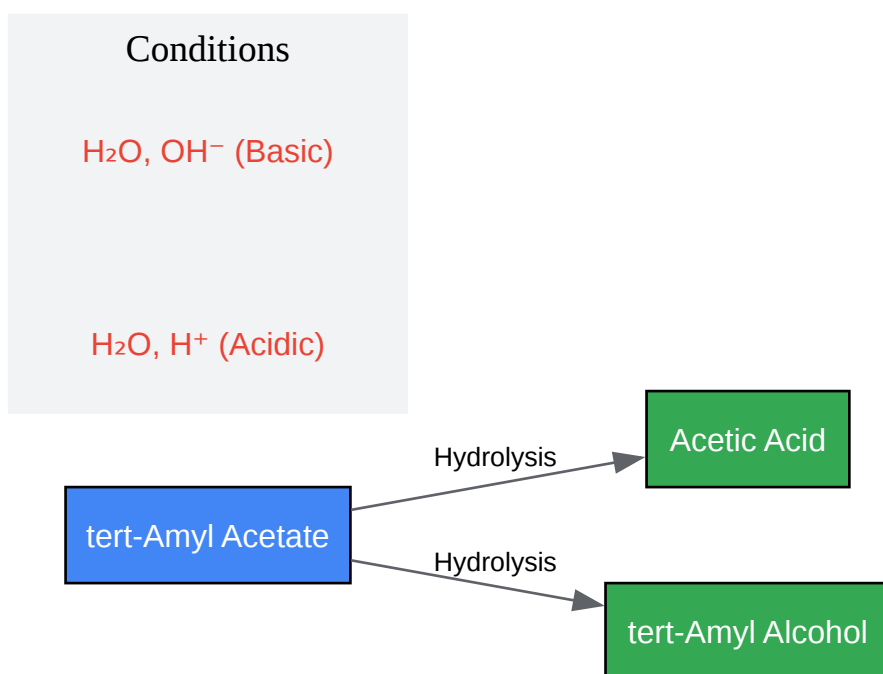 Conditions
H₂O, OH⁻ (Basic)
H₂O, H⁺ (Acidic)
Acetic Acid
Hydrolysis
tert-Amyl Acetate
Hydrolysis
tert-Amyl Alcohol